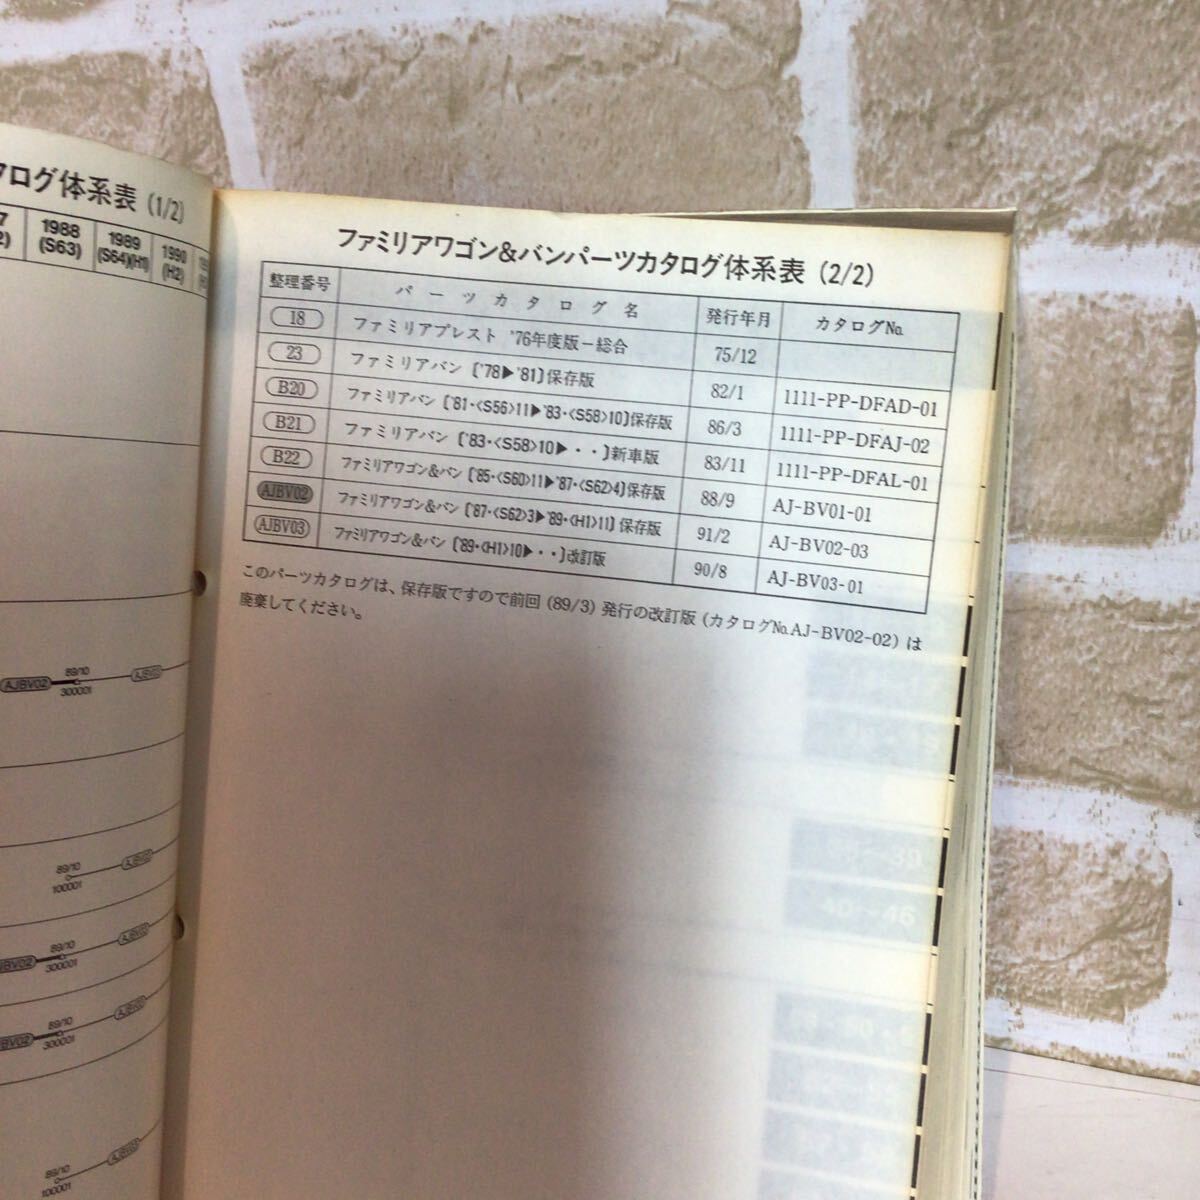 タログ体系表 (1/2)
1988 1989 1990
(S63) (S64)(H1) (H2)
AJBV02 89/10 300001 AJBV03
89/10 100001 AJBV03
89/10 300001 AJBV03
89/10 300001 AJBV03
89/10 100001 AJBV03
ファミリアワゴン&バンパーツカタログ体系表 (2/2)
整理番号 パーツカタログ名 発行年月 カタログ№
18 ファミリアプレスト '76年度版-総合 75/12
23 ファミリアバン 〔'78▶'81〕保存版 82/1 1111-PP-DFAD-01
B20 ファミリアバン 〔'81・<S56>11▶'83・<S58>10〕保存版 86/3 1111-PP-DFAJ-02
B21 ファミリアバン 〔'83・<S58>10▶・・〕新車版 83/11 1111-PP-DFAL-01
B22 ファミリアワゴン&バン 〔'85・<S60>11▶'87・<S62>4〕保存版 88/9 AJ-BV01-01
AJBV02 ファミリアワゴン&バン 〔'87・<S62>3▶'89・<H1>11〕保存版 91/2 AJ-BV02-03
AJBV03 ファミリアワゴン&バン 〔'89・<H1>10▶・・〕改訂版 90/8 AJ-BV03-01
このパーツカタログは、保存版ですので前回 (89/3) 発行の改訂版 (カタログ№AJ-BV02-02) は
廃棄してください。